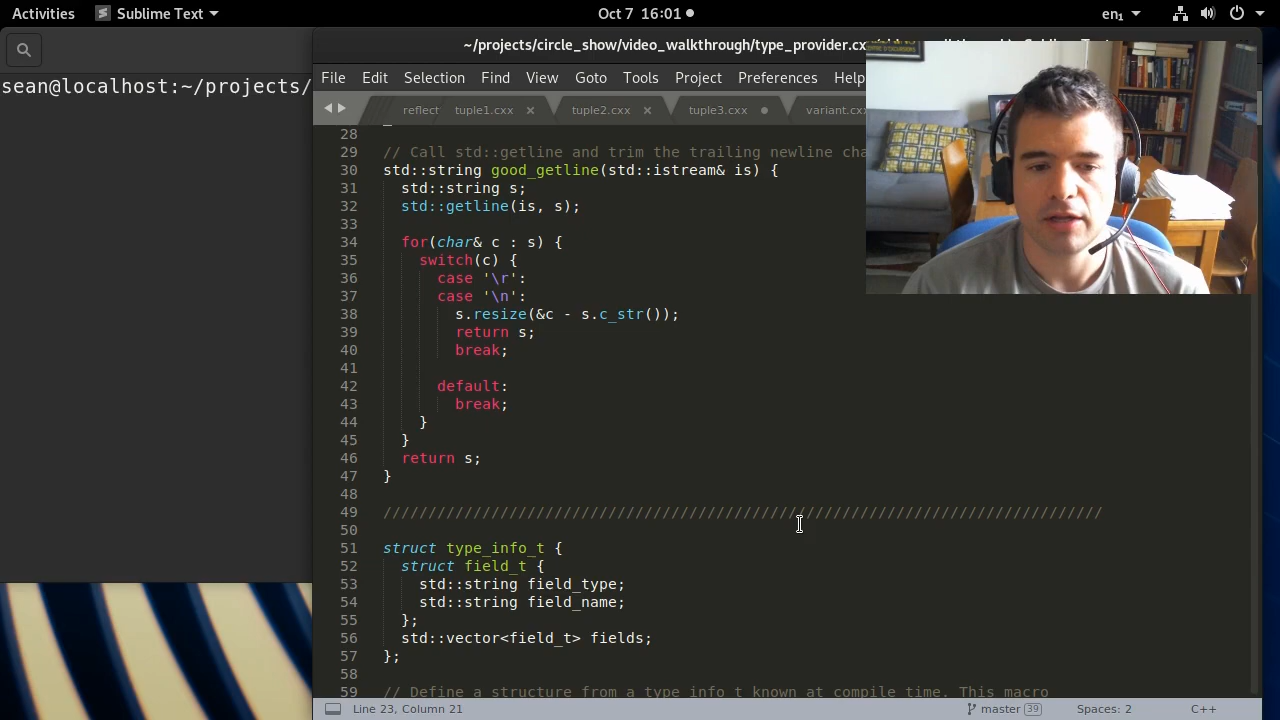 Activities Sublime Text Oct 7 16:01 en₁
~/projects/circle_show/video_walkthrough/type_provider.cx
File Edit Selection Find View Goto Tools Project Preferences Help
sean@localhost:~/projects/
reflect tuple1.cxx tuple2.cxx tuple3.cxx variant.cxx
28
29 // Call std::getline and trim the trailing newline cha
30 std::string good_getline(std::istream& is) {
31 std::string s;
32 std::getline(is, s);
33
34 for(char& c : s) {
35 switch(c) {
36 case '\r':
37 case '\n':
38 s.resize(&c - s.c_str());
39 return s;
40 break;
41
42 default:
43 break;
44 }
45 }
46 return s;
47 }
48
49 ////////////////////////////////////////////////////////////////////////////////
50
51 struct type_info_t {
52 struct field_t {
53 std::string field_type;
54 std::string field_name;
55 };
56 std::vector<field_t> fields;
57 };
58
59 // Define a structure from a type_info_t known at compile time. This macro
Line 23, Column 21 master 39 Spaces: 2 C++